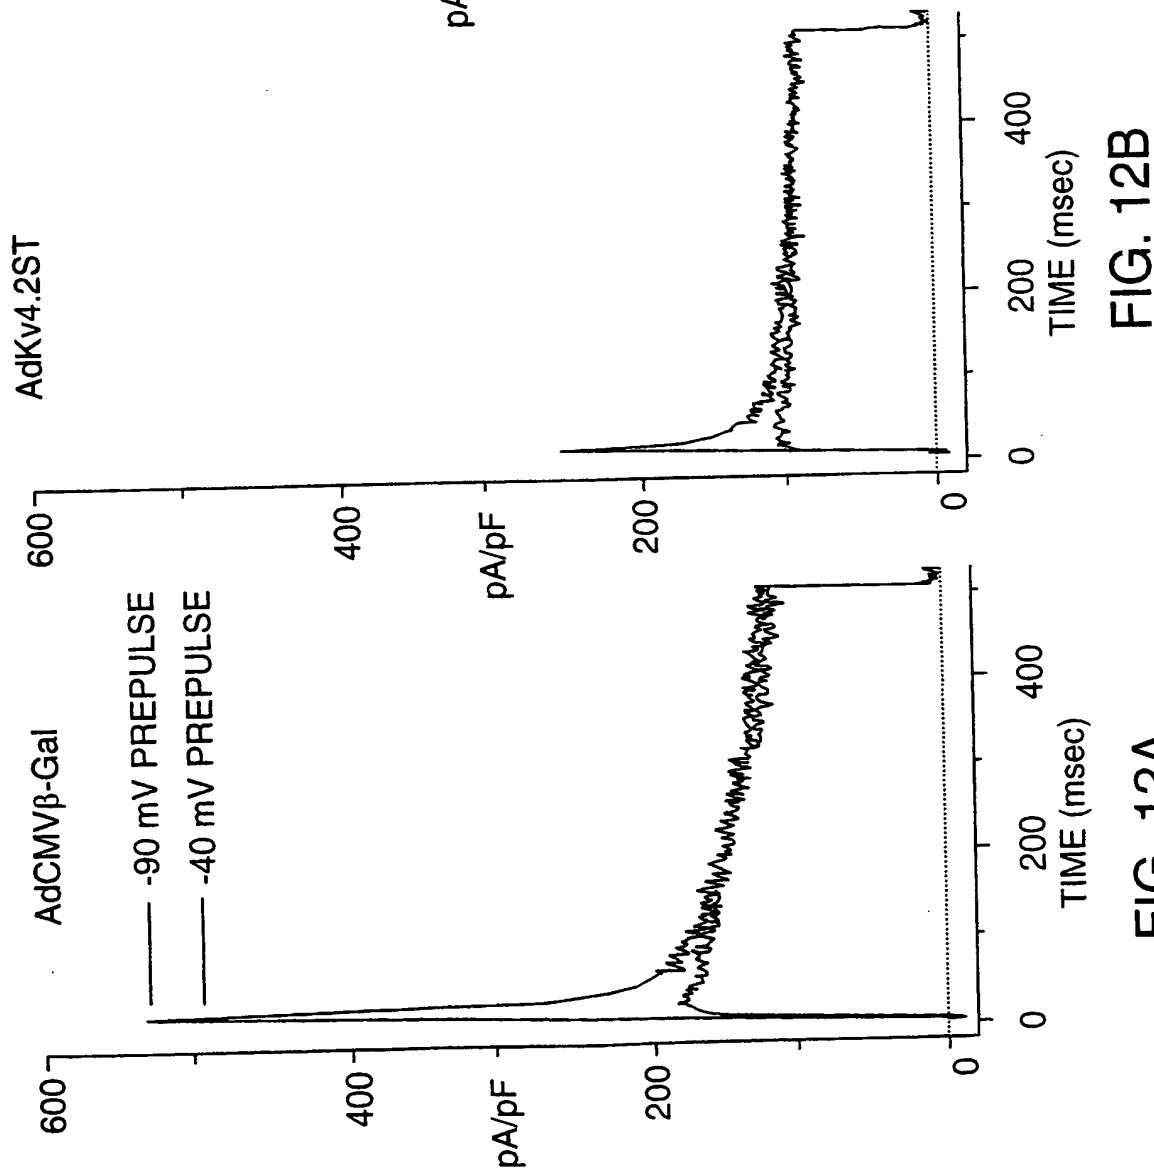 AdCMVβ-Gal
-90 mV PREPULSE
-40 mV PREPULSE
600
400
pA/pF
200
0
0 200 400
TIME (msec)
AdKv4.2ST
600
400
pA/pF
200
0
0 200 400
TIME (msec)
FIG. 12B